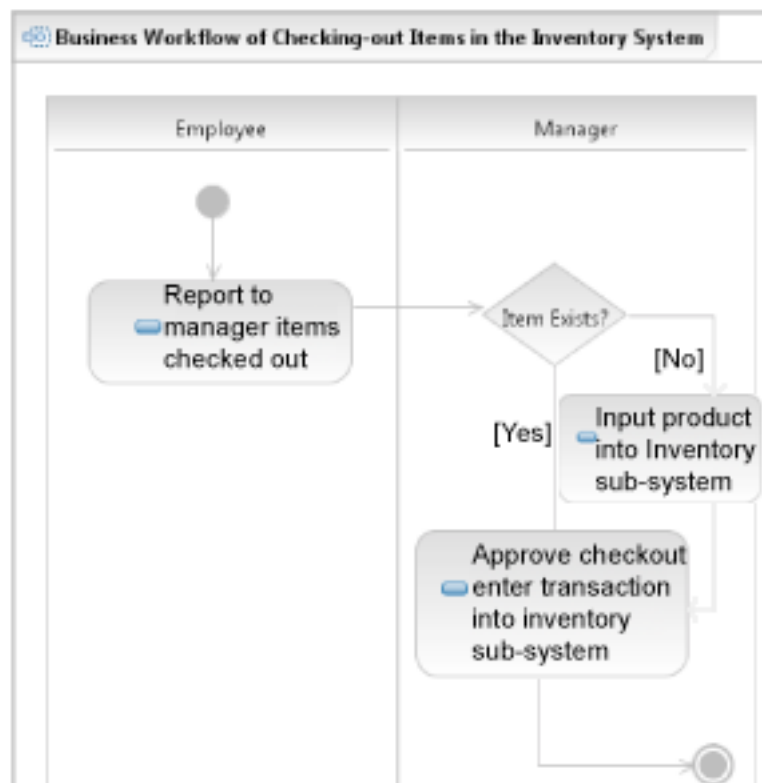 Business Workflow of Checking-out Items in the Inventory System
Employee
Manager
Report to
manager items
checked out
Item Exists?
[No]
[Yes]
Input product
into Inventory
sub-system
Approve checkout
enter transaction
into inventory
sub-system